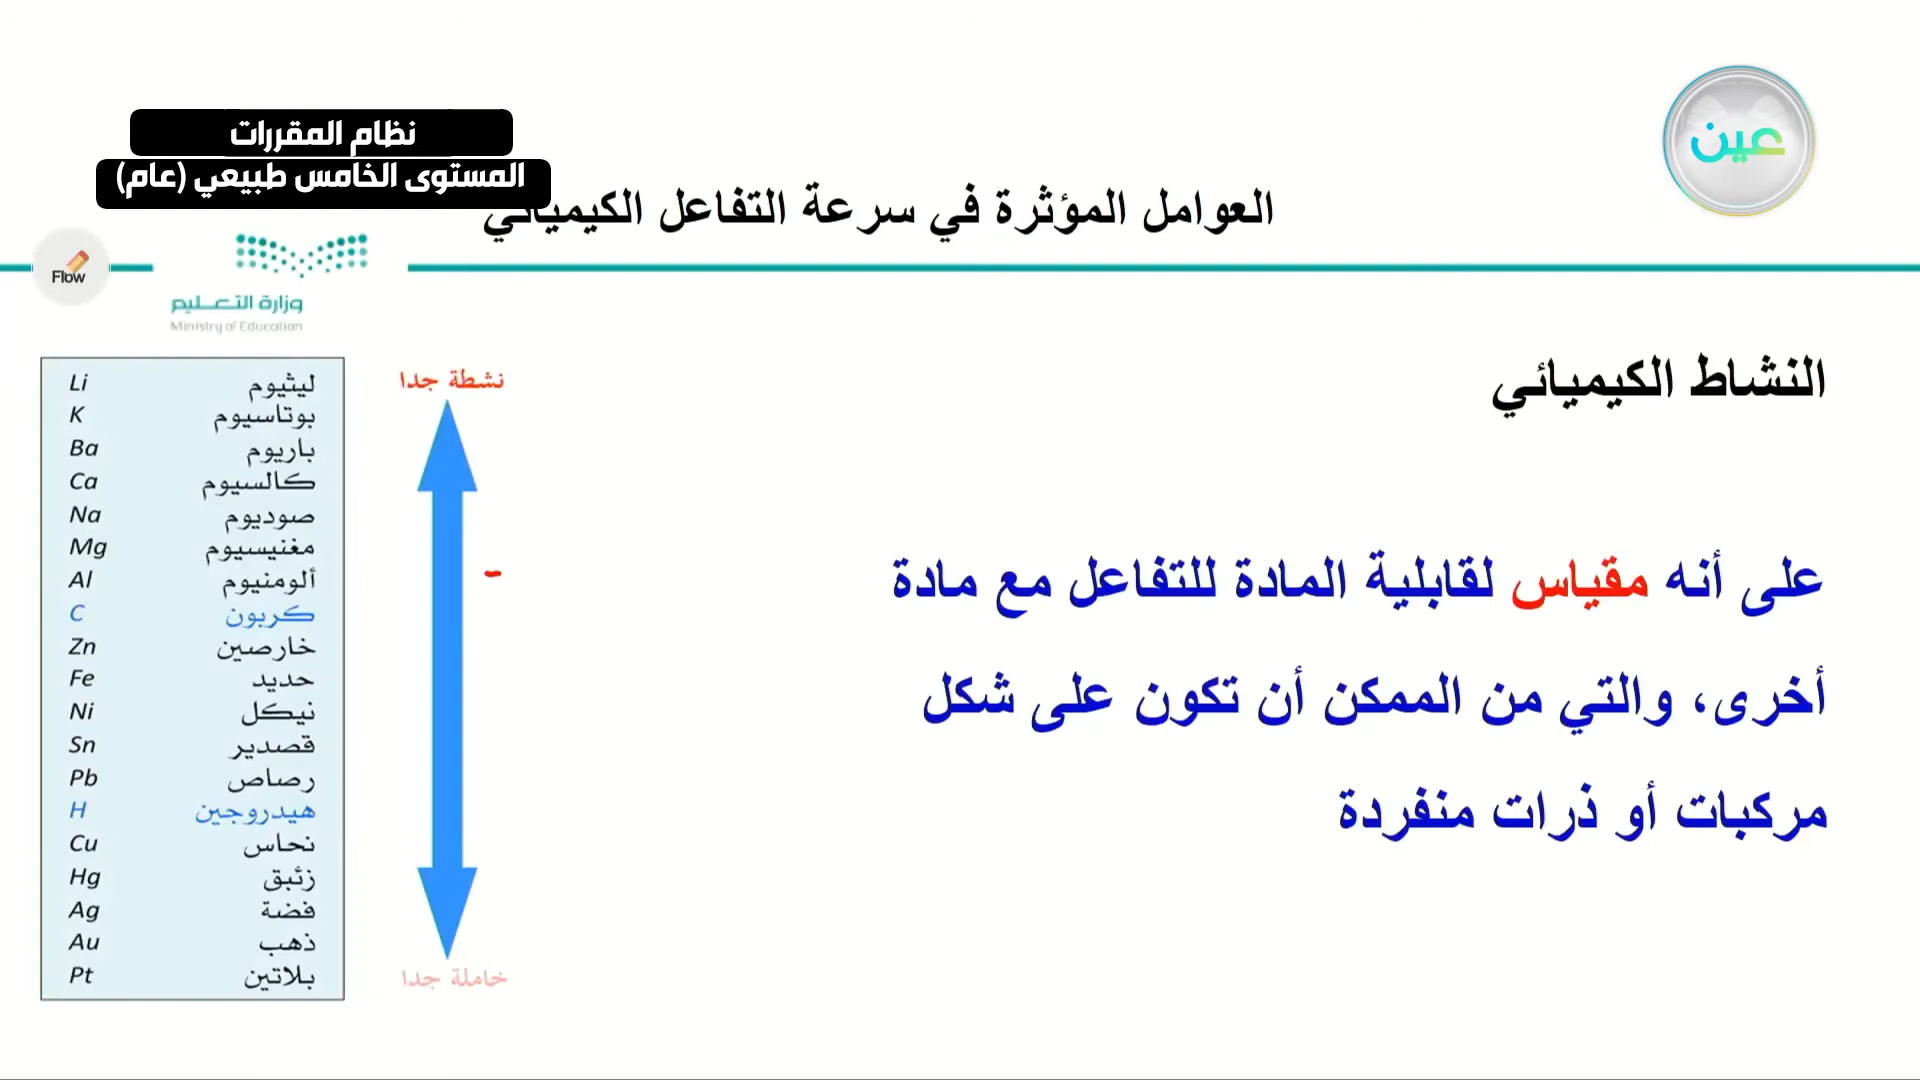 عين
نظام المقررات
المستوى الخامس طبيعي (عام)
العوامل المؤثرة في سرعة التفاعل الكيميائي
Flow
وزارة التعليم
Ministry of Education
النشاط الكيميائي
على أنه مقياس لقابلية المادة للتفاعل مع مادة
أخرى، والتي من الممكن أن تكون على شكل
مركبات أو ذرات منفردة
نشطة جدا
خاملة جدا
Li ليثيوم
K بوتاسيوم
Ba باريوم
Ca كالسيوم
Na صوديوم
Mg مغنيسيوم
Al ألومنيوم
C كربون
Zn خارصين
Fe حديد
Ni نيكل
Sn قصدير
Pb رصاص
H هيدروجين
Cu نحاس
Hg زئبق
Ag فضة
Au ذهب
Pt بلاتين